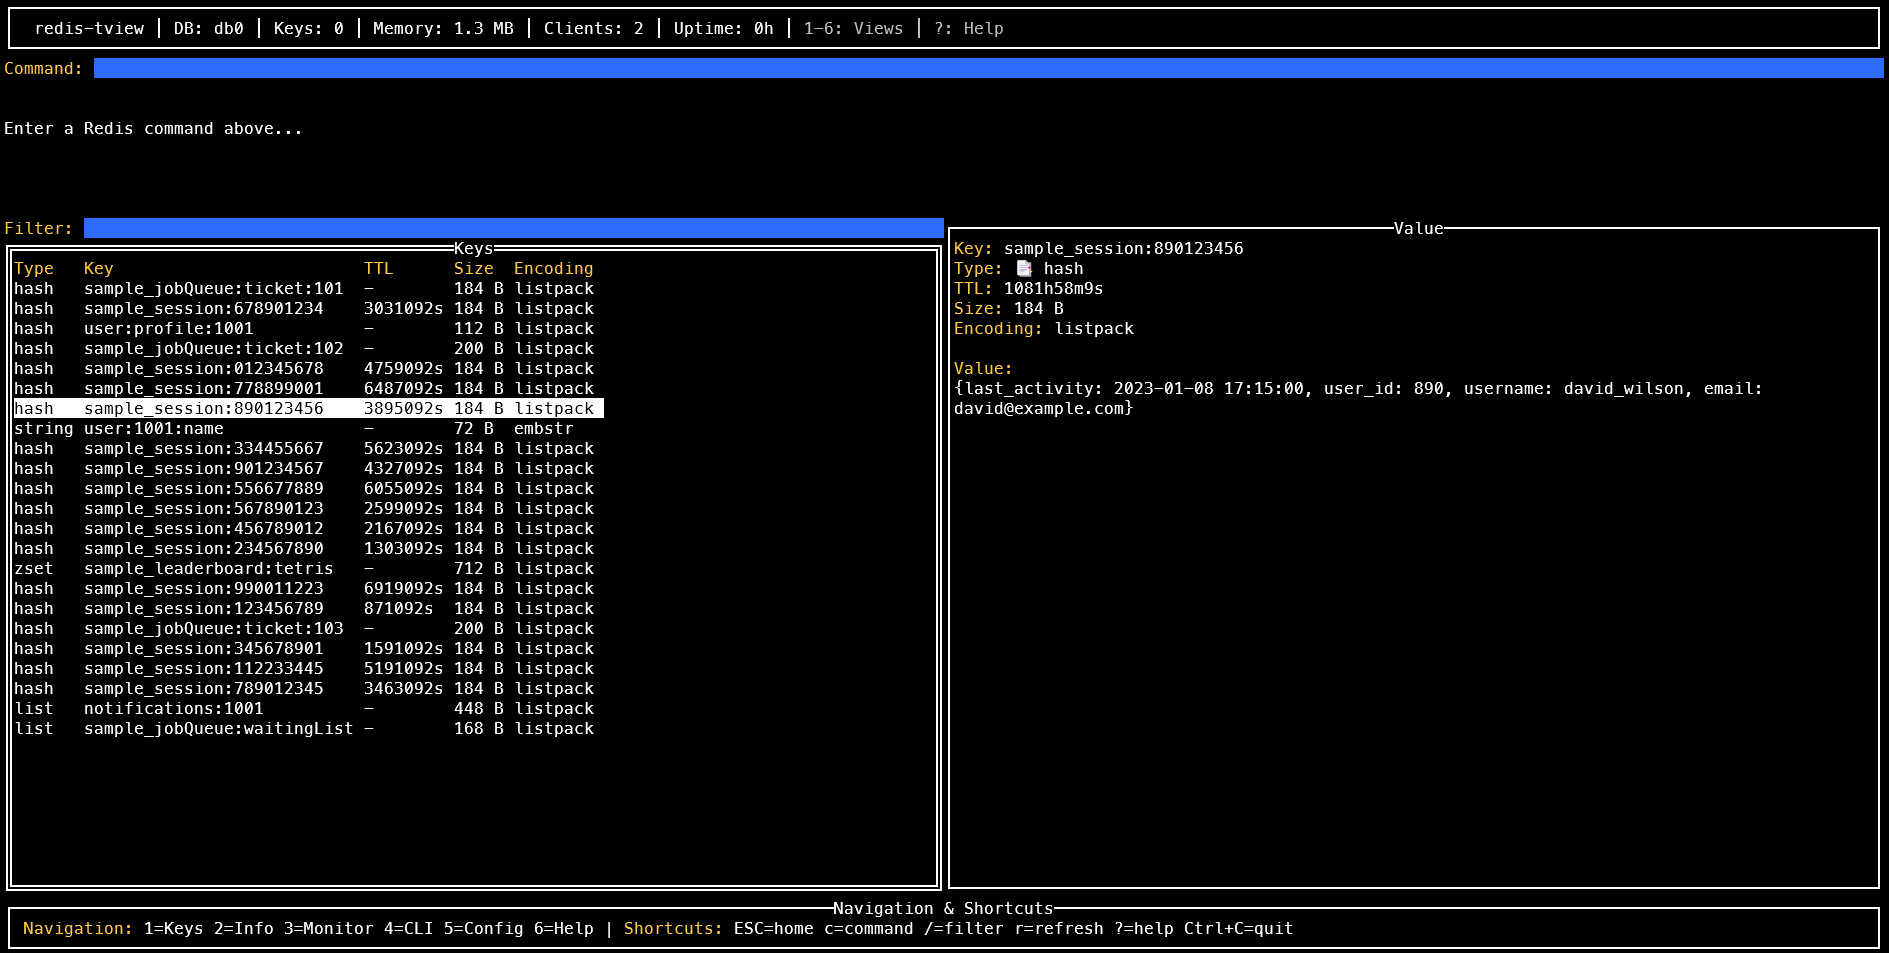 redis-tview │ DB: db0 │ Keys: 0 │ Memory: 1.3 MB │ Clients: 2 │ Uptime: 0h │ 1-6: Views │ ?: Help
Command:
Enter a Redis command above...
Filter:
Keys
Type Key TTL Size Encoding
hash sample_jobQueue:ticket:101 - 184 B listpack
hash sample_session:678901234 3031092s 184 B listpack
hash user:profile:1001 - 112 B listpack
hash sample_jobQueue:ticket:102 - 200 B listpack
hash sample_session:012345678 4759092s 184 B listpack
hash sample_session:778899001 6487092s 184 B listpack
hash sample_session:890123456 3895092s 184 B listpack
string user:1001:name - 72 B embstr
hash sample_session:334455667 5623092s 184 B listpack
hash sample_session:901234567 4327092s 184 B listpack
hash sample_session:556677889 6055092s 184 B listpack
hash sample_session:567890123 2599092s 184 B listpack
hash sample_session:456789012 2167092s 184 B listpack
hash sample_session:234567890 1303092s 184 B listpack
zset sample_leaderboard:tetris - 712 B listpack
hash sample_session:990011223 6919092s 184 B listpack
hash sample_session:123456789 871092s 184 B listpack
hash sample_jobQueue:ticket:103 - 200 B listpack
hash sample_session:345678901 1591092s 184 B listpack
hash sample_session:112233445 5191092s 184 B listpack
hash sample_session:789012345 3463092s 184 B listpack
list notifications:1001 - 448 B listpack
list sample_jobQueue:waitingList - 168 B listpack
Value
Key: sample_session:890123456
Type: hash
TTL: 1081h58m9s
Size: 184 B
Encoding: listpack
Value:
{last_activity: 2023-01-08 17:15:00, user_id: 890, username: david_wilson, email:
david@example.com}
Navigation & Shortcuts
Navigation: 1=Keys 2=Info 3=Monitor 4=CLI 5=Config 6=Help | Shortcuts: ESC=home c=command /=filter r=refresh ?=help Ctrl+C=quit